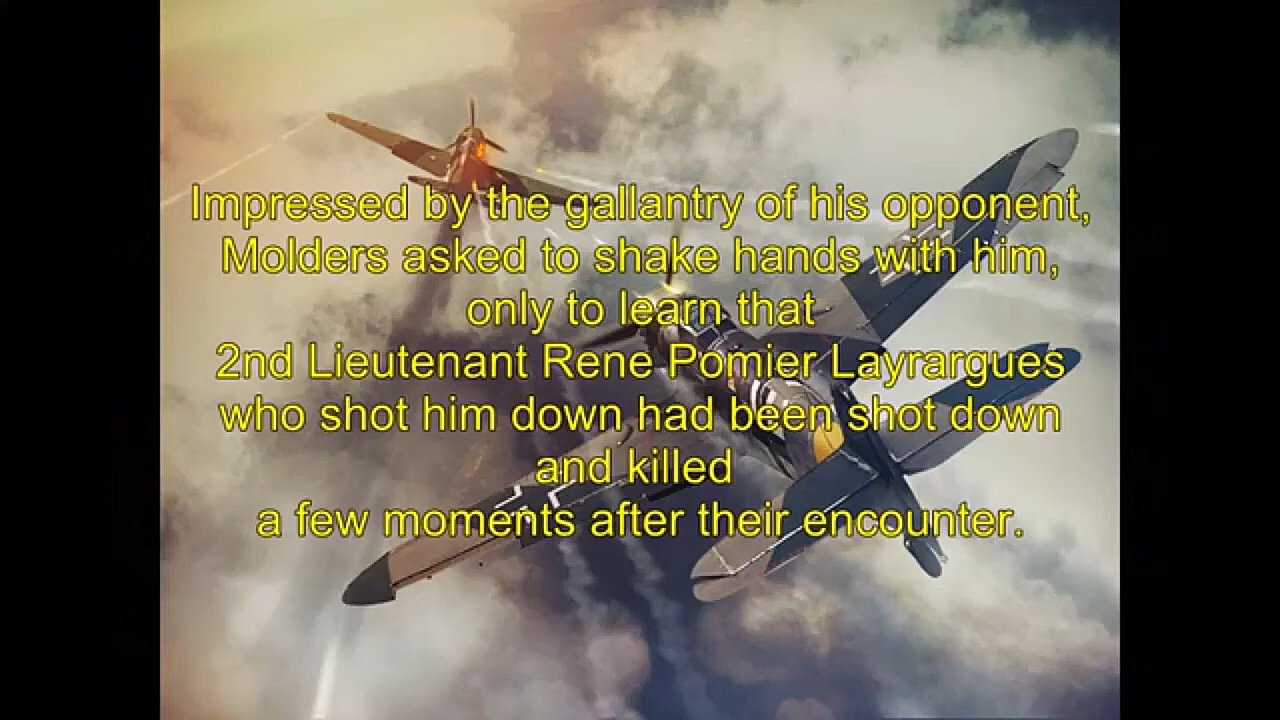 Impressed by the gallantry of his opponent,
Molders asked to shake hands with him,
only to learn that
2nd Lieutenant Rene Pomier Layrargues
who shot him down had been shot down
and killed
a few moments after their encounter.